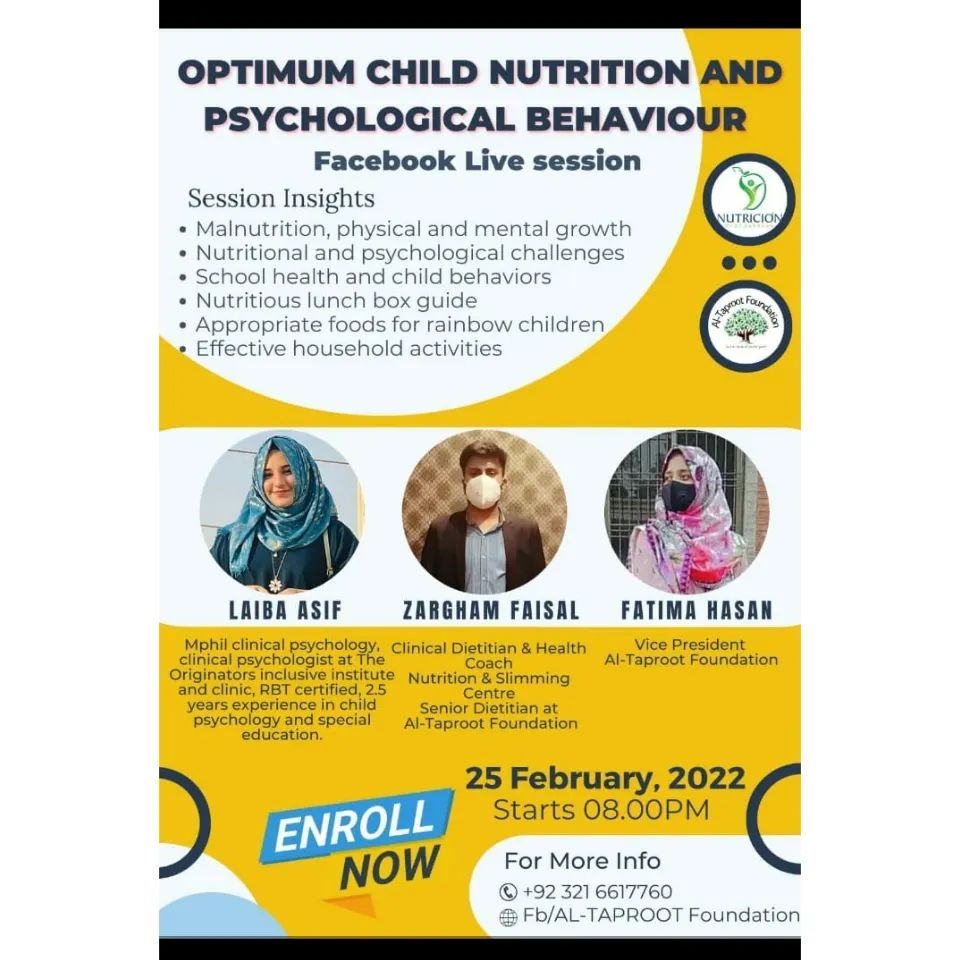 OPTIMUM CHILD NUTRITION AND
PSYCHOLOGICAL BEHAVIOUR
Facebook Live session
Session Insights
• Malnutrition, physical and mental growth
• Nutritional and psychological challenges
• School health and child behaviors
• Nutritious lunch box guide
• Appropriate foods for rainbow children
• Effective household activities
NUTRICION
Al-Taproot Foundation
LAIBA ASIF
Mphil clinical psychology,
clinical psychologist at The
Originators inclusive institute
and clinic, RBT certified, 2.5
years experience in child
psychology and special
education.
ZARGHAM FAISAL
Clinical Dietitian & Health
Coach
Nutrition & Slimming
Centre
Senior Dietitian at
Al-Taproot Foundation
FATIMA HASAN
Vice President
Al-Taproot Foundation
25 February, 2022
Starts 08.00PM
ENROLL
NOW
For More Info
+92 321 6617760
Fb/AL-TAPROOT Foundation